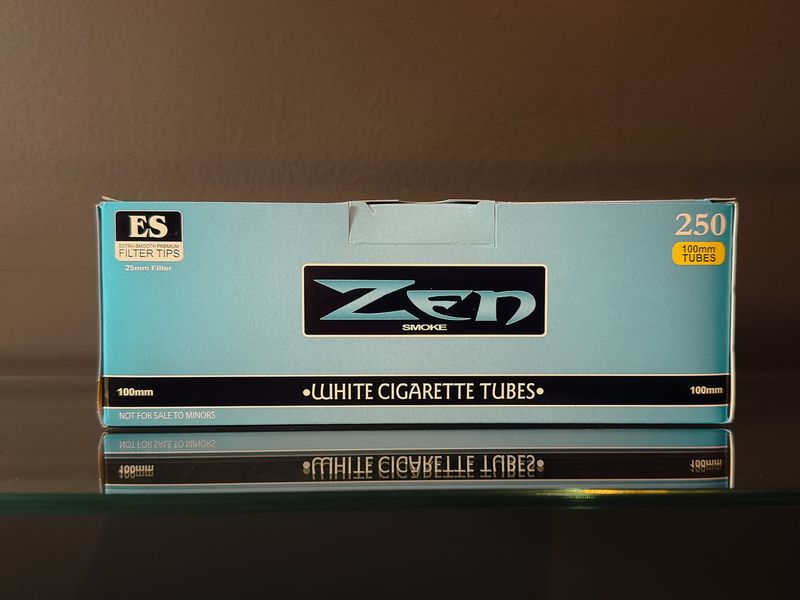 ES
EXTRA-SMOOTH PREMIUM
FILTER TIPS
25mm Filter
250
100mm
TUBES
Zen
SMOKE
100mm
•WHITE CIGARETTE TUBES•
100mm
NOT FOR SALE TO MINORS